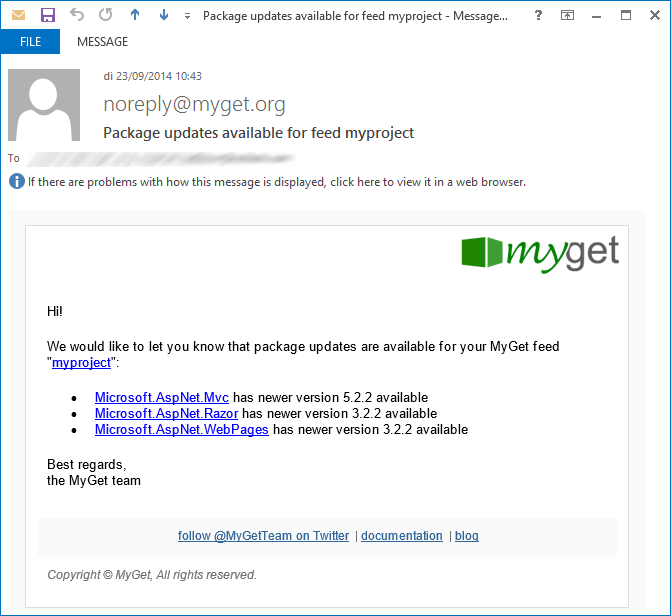 Package updates available for feed myproject - Message...
?
FILE
MESSAGE
di 23/09/2014 10:43
noreply@myget.org
Package updates available for feed myproject
To
If there are problems with how this message is displayed, click here to view it in a web browser.
myget
Hi!
We would like to let you know that package updates are available for your MyGet feed
"myproject":
• Microsoft.AspNet.Mvc has newer version 5.2.2 available
• Microsoft.AspNet.Razor has newer version 3.2.2 available
• Microsoft.AspNet.WebPages has newer version 3.2.2 available
Best regards,
the MyGet team
follow @MyGetTeam on Twitter | documentation | blog
Copyright © MyGet, All rights reserved.